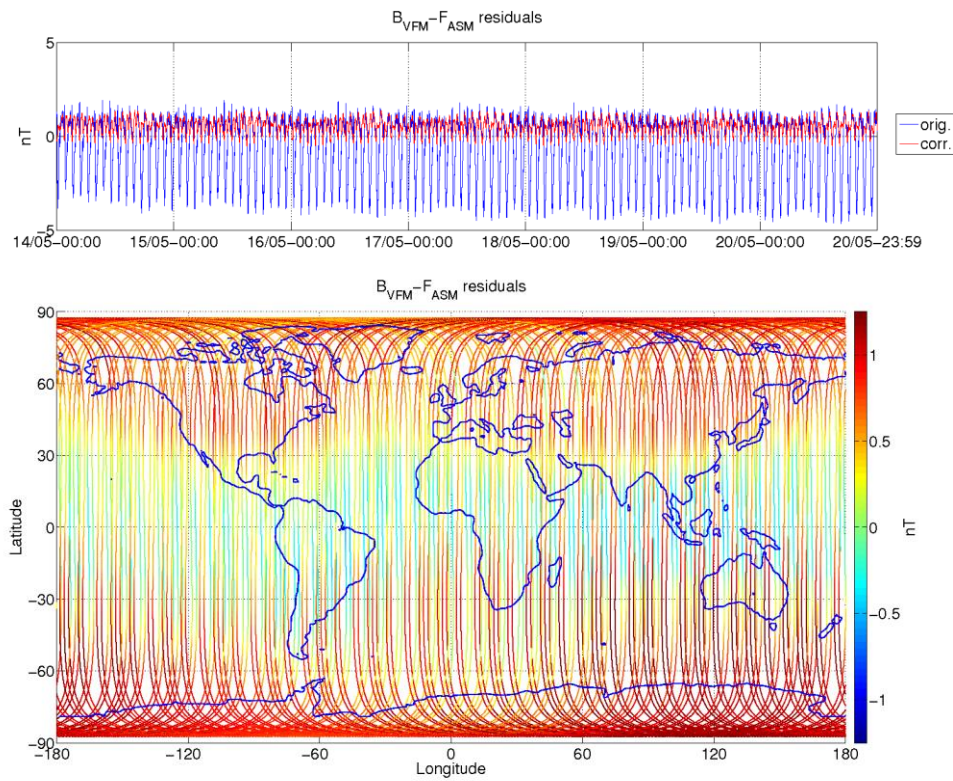 B_VFM−F_ASM residuals
5
0
−5
nT
orig.
corr.
14/05−00:00 15/05−00:00 16/05−00:00 17/05−00:00 18/05−00:00 19/05−00:00 20/05−00:00 20/05−23:59
B_VFM−F_ASM residuals
90
60
30
0
−30
−60
−90
Latitude
−180 −120 −60 0 60 120 180
Longitude
1
0.5
0
−0.5
−1
nT